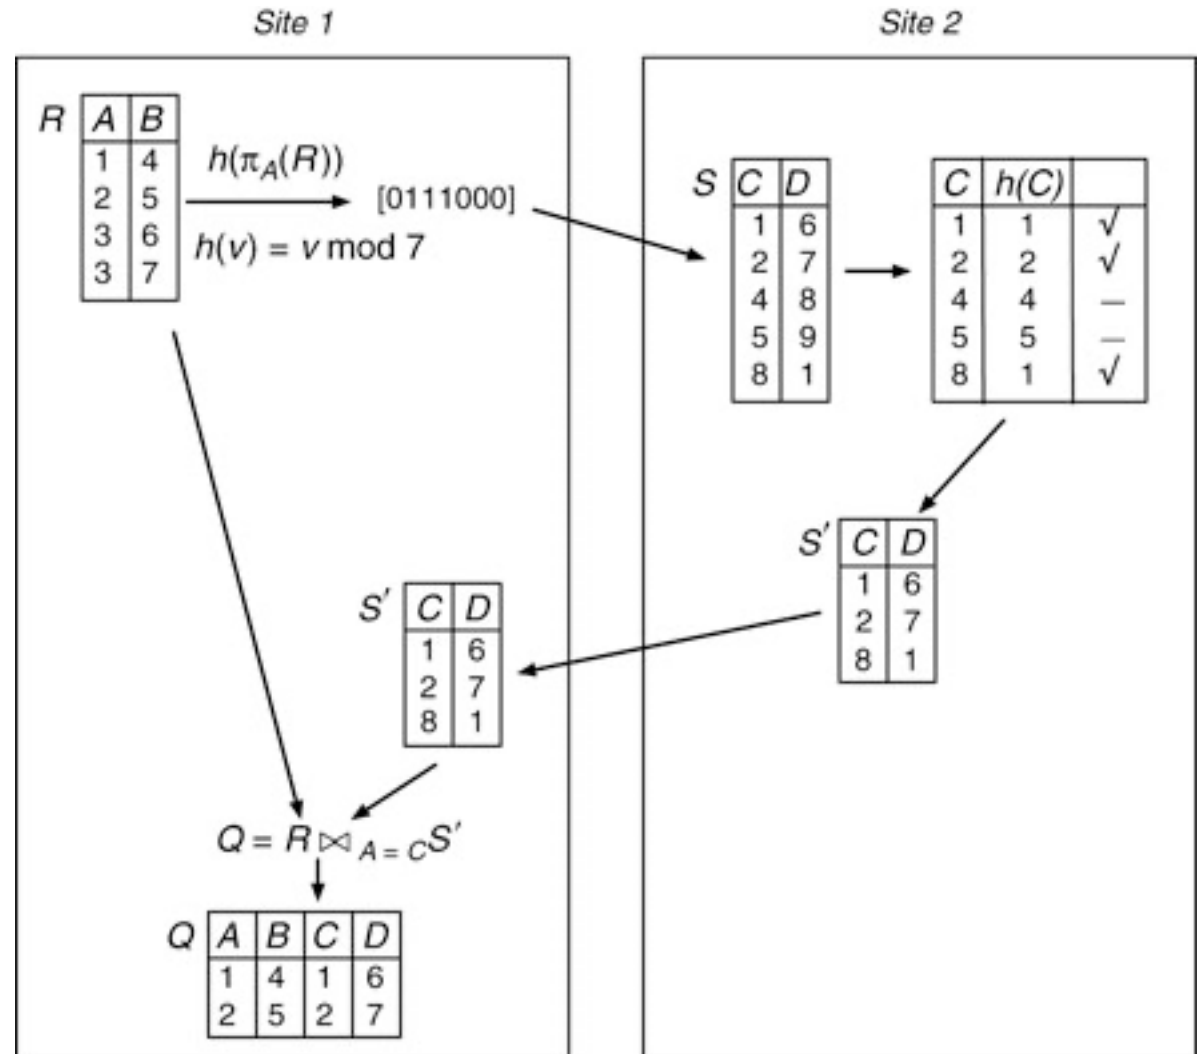 Site 1
Site 2
R
A B
1 4
2 5
3 6
3 7
h(π_A(R))
h(v) = v mod 7
[0111000]
S
C D
1 6
2 7
4 8
5 9
8 1
C h(C)
1 1 √
2 2 √
4 4 —
5 5 —
8 1 √
S′
C D
1 6
2 7
8 1
S′
C D
1 6
2 7
8 1
Q = R ⋈ A = C S′
Q
A B C D
1 4 1 6
2 5 2 7